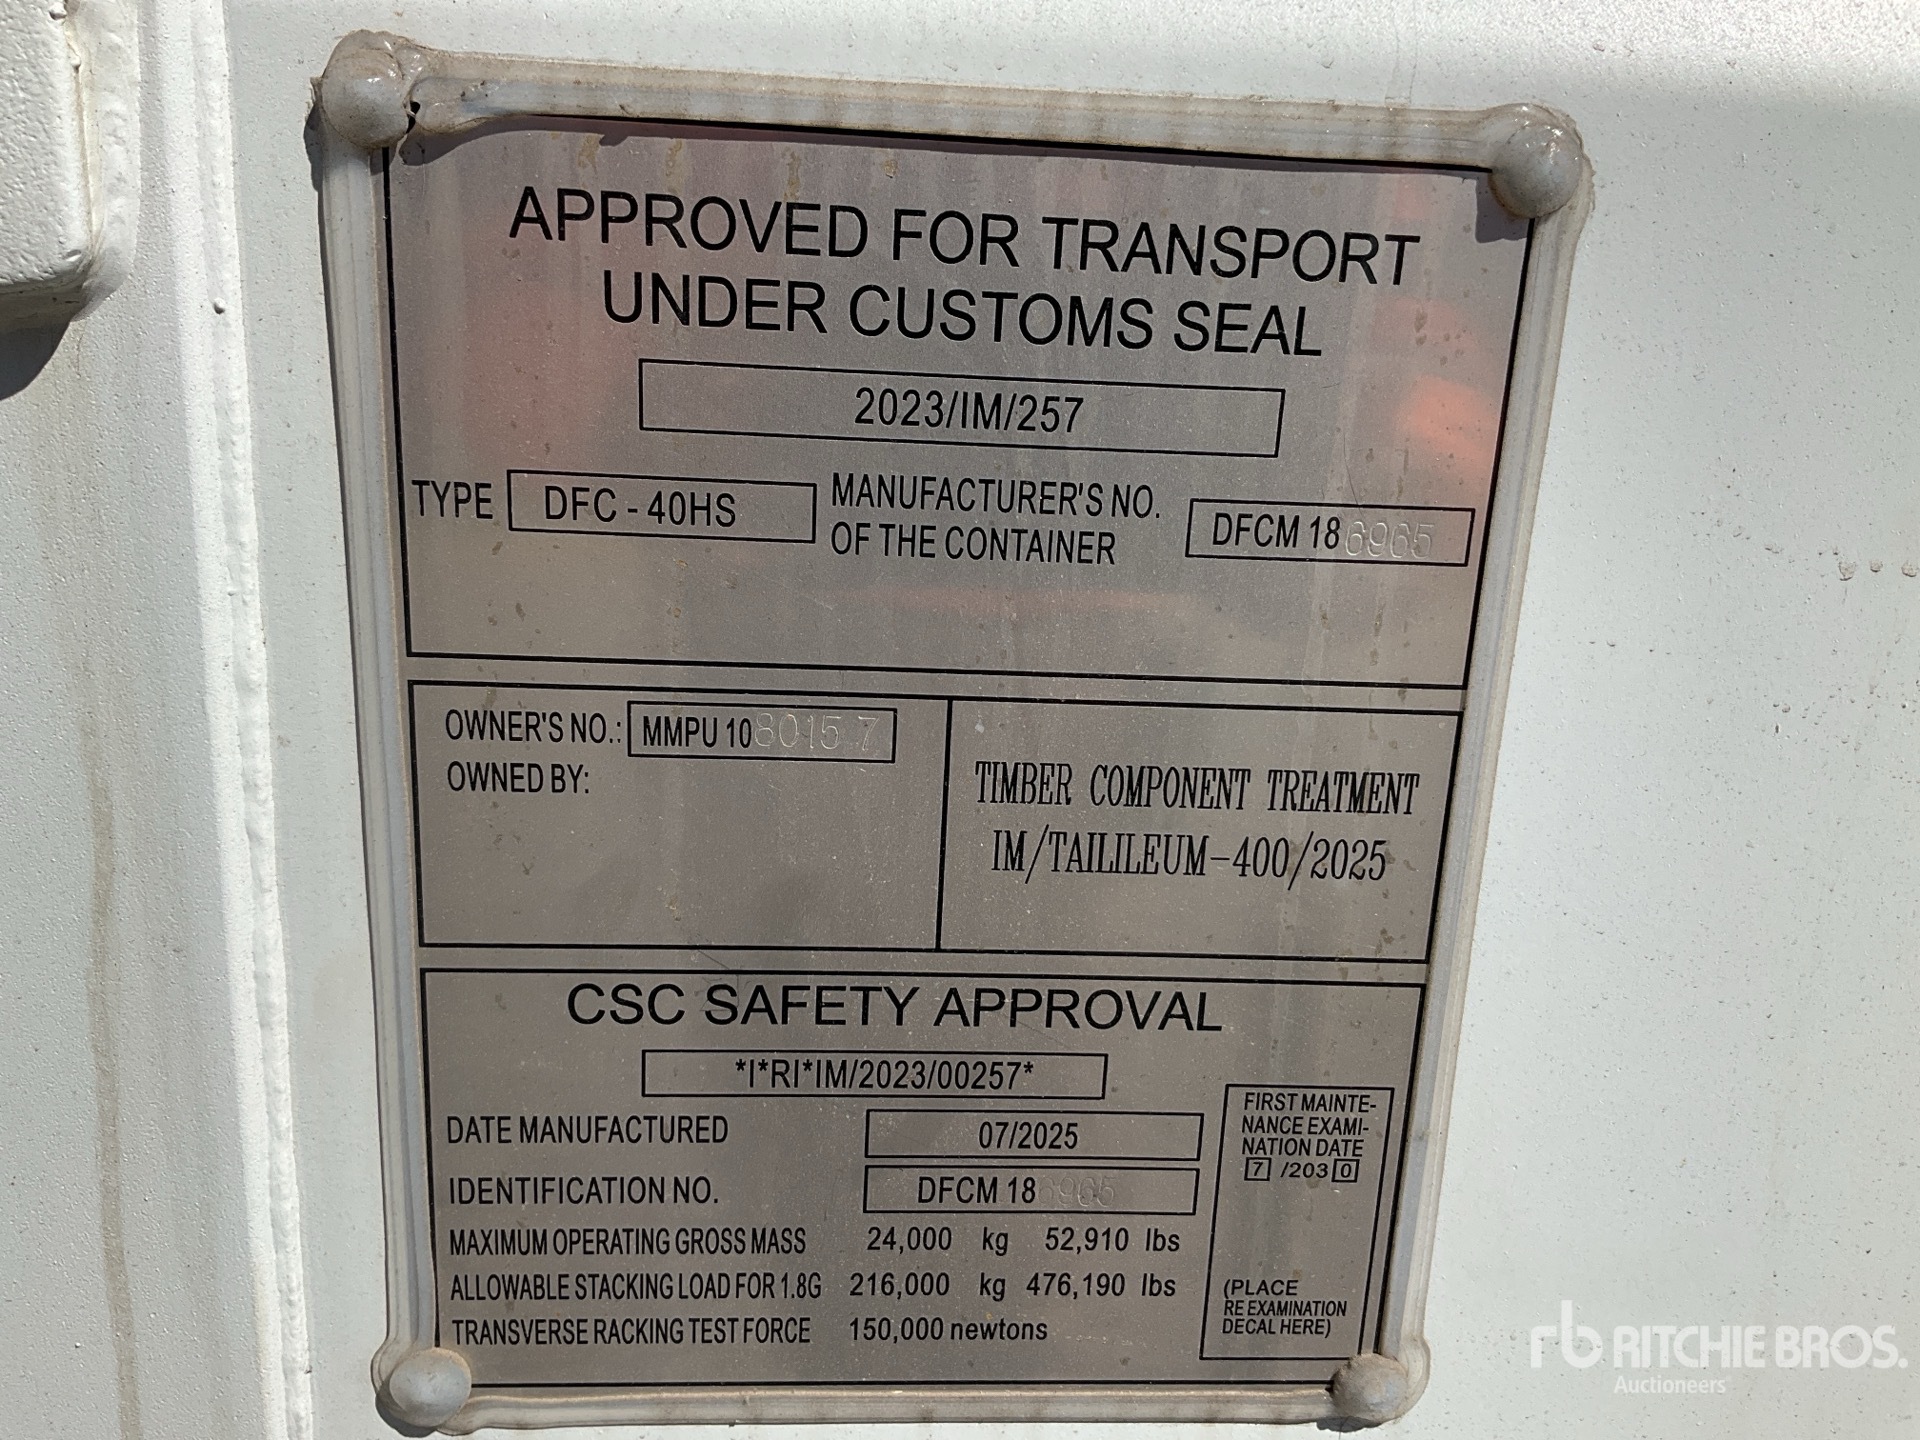 APPROVED FOR TRANSPORT
UNDER CUSTOMS SEAL
2023/IM/257
TYPE DFC - 40HS MANUFACTURER'S NO. OF THE CONTAINER DFCM 186965
OWNER'S NO.: MMPU 108015 7
OWNED BY:
TIMBER COMPONENT TREATMENT
IM/TAILILEUM-400/2025
CSC SAFETY APPROVAL
*I*RI*IM/2023/00257*
DATE MANUFACTURED 07/2025
IDENTIFICATION NO. DFCM 186965
MAXIMUM OPERATING GROSS MASS 24,000 kg 52,910 lbs
ALLOWABLE STACKING LOAD FOR 1.8G 216,000 kg 476,190 lbs
TRANSVERSE RACKING TEST FORCE 150,000 newtons
FIRST MAINTE-
NANCE EXAMI-
NATION DATE
7 /2030
(PLACE
RE EXAMINATION
DECAL HERE)
rb RITCHIE BROS.
Auctioneers